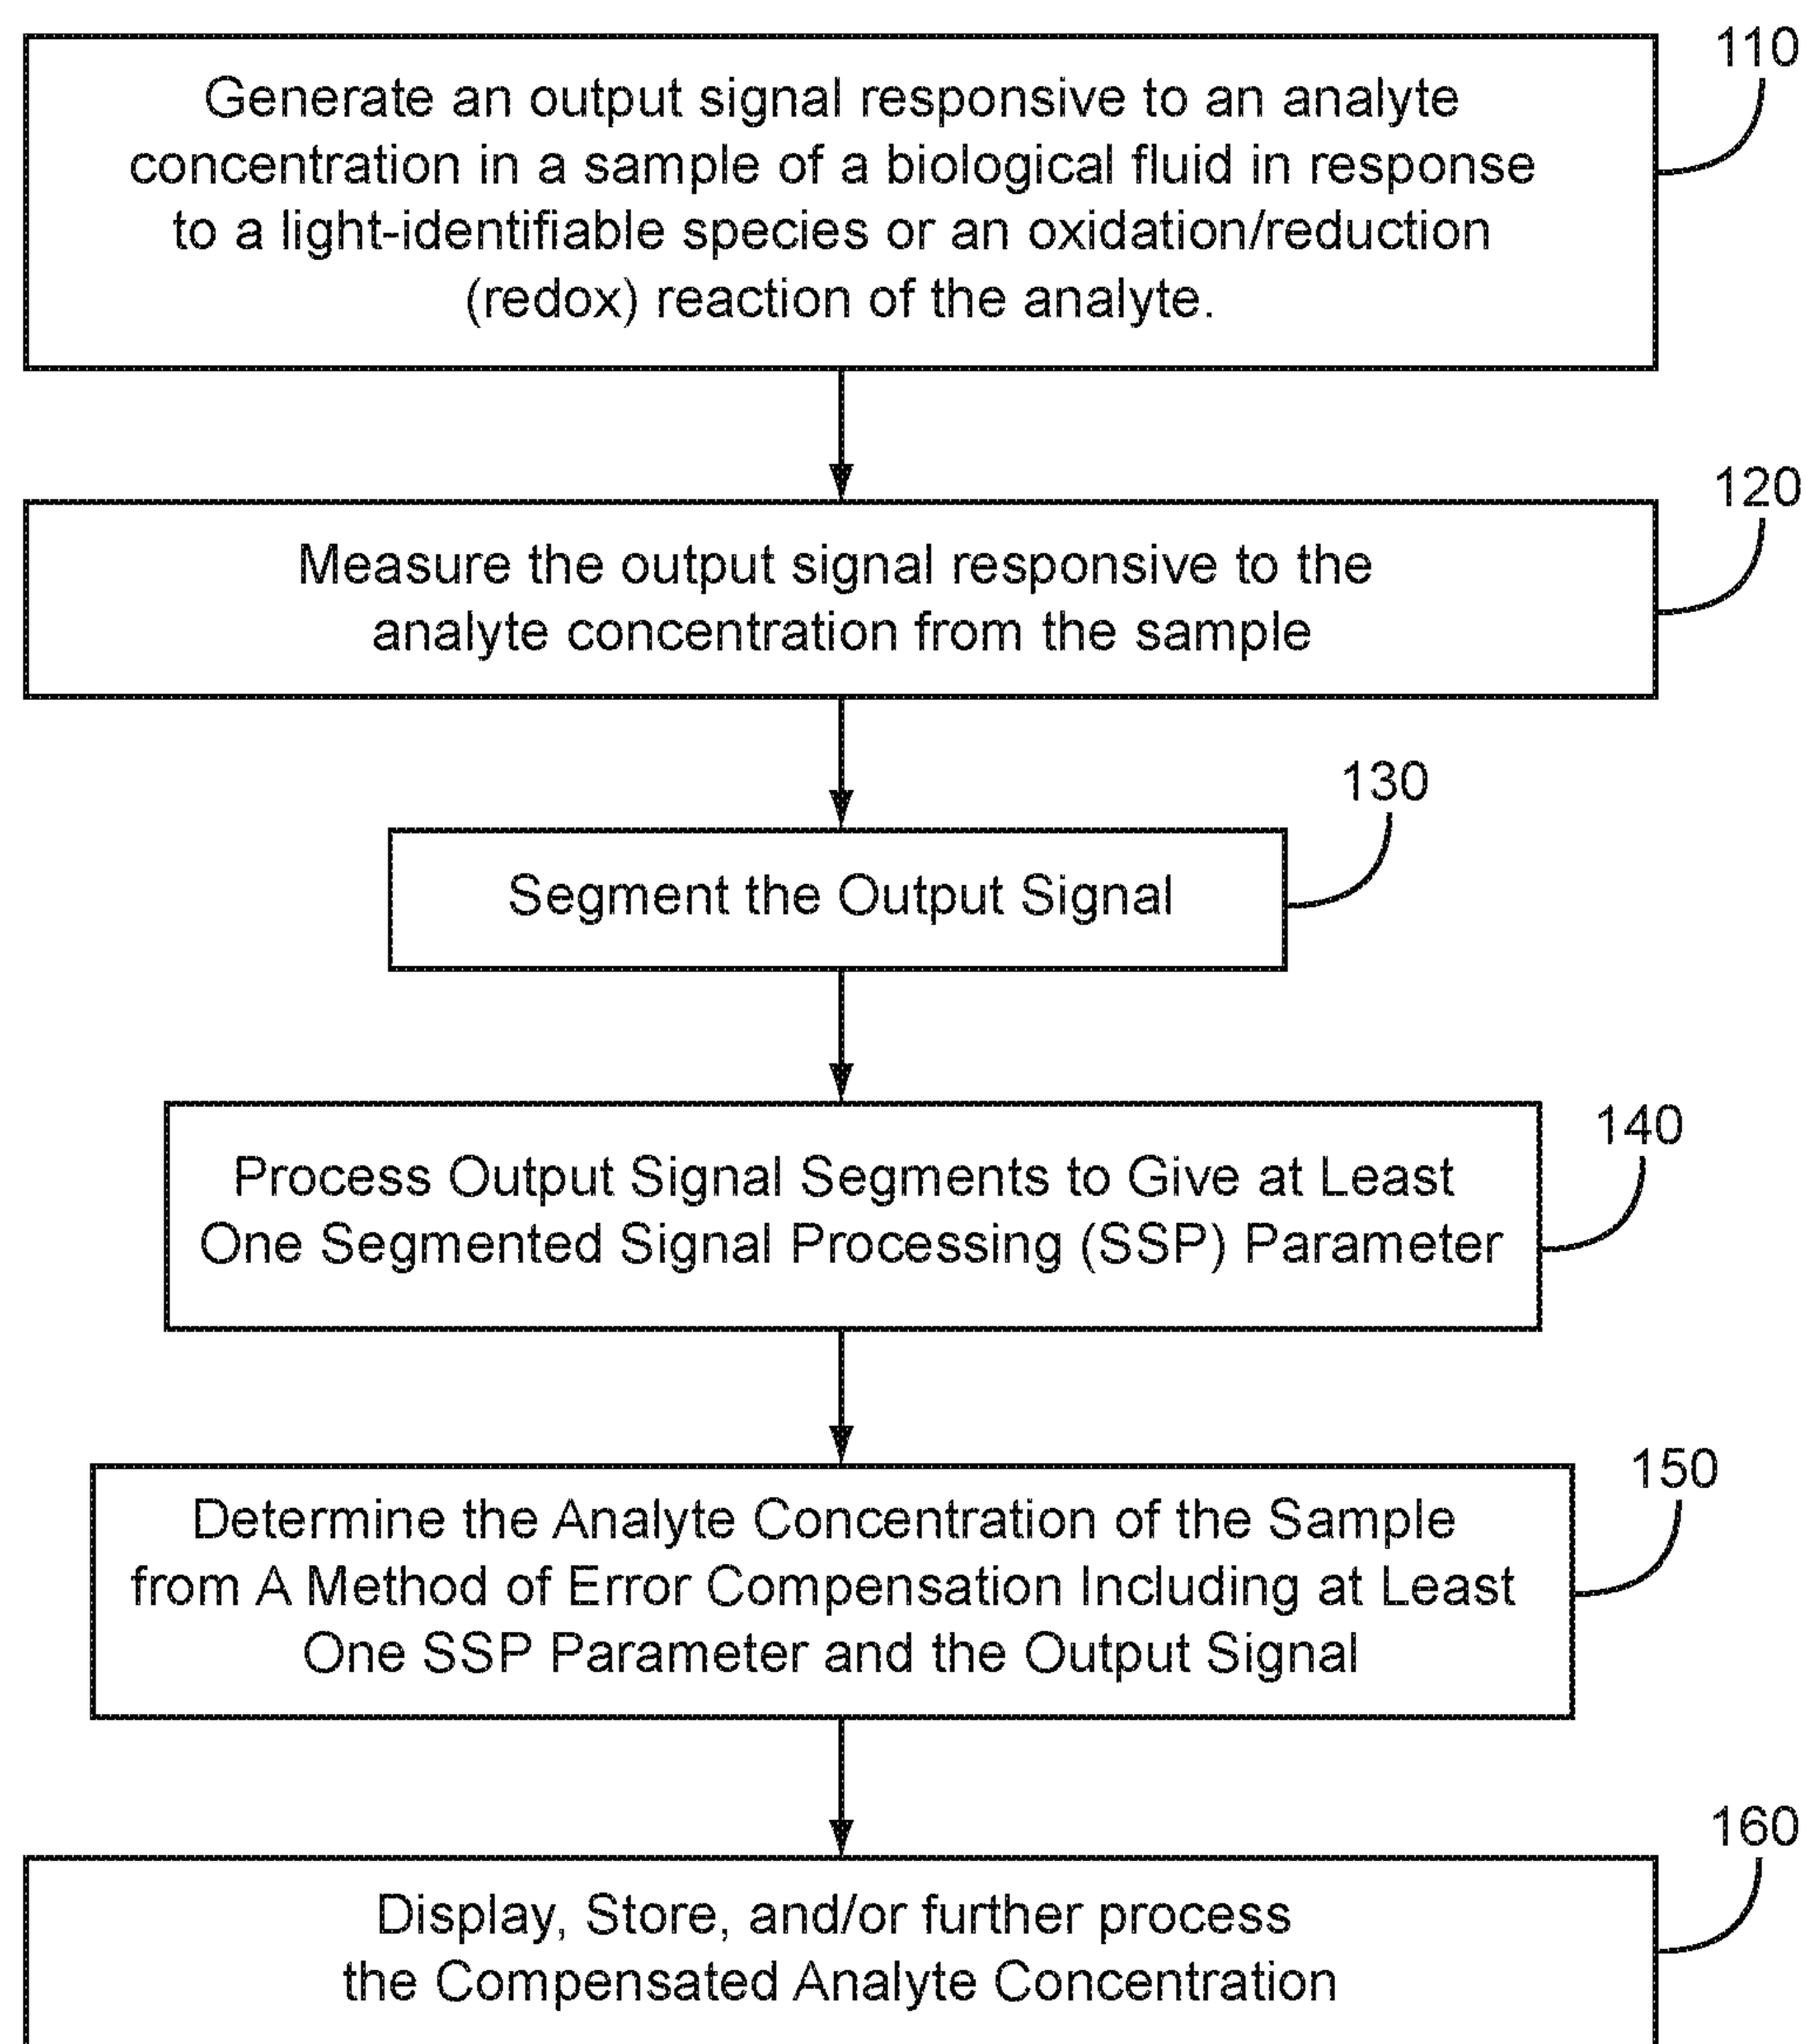 110
Generate an output signal responsive to an analyte
concentration in a sample of a biological fluid in response
to a light-identifiable species or an oxidation/reduction
(redox) reaction of the analyte.
120
Measure the output signal responsive to the
analyte concentration from the sample
130
Segment the Output Signal
140
Process Output Signal Segments to Give at Least
One Segmented Signal Processing (SSP) Parameter
150
Determine the Analyte Concentration of the Sample
from A Method of Error Compensation Including at Least
One SSP Parameter and the Output Signal
160
Display, Store, and/or further process
the Compensated Analyte Concentration